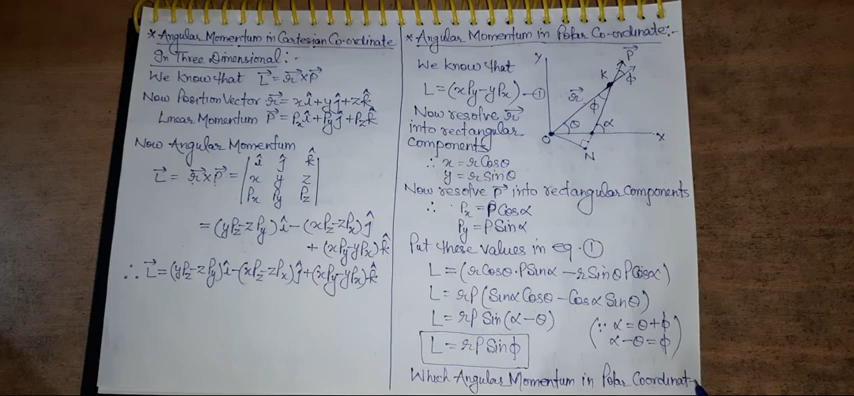 * Angular Momentum in Cartesian Co-ordinate
In Three Dimensional:-
We know that L⃗ = r⃗ × P⃗
Now Position Vector r⃗ = xî + yĵ + zk̂
Linear Momentum P⃗ = Pxî + Pyĵ + Pzk̂
Now Angular Momentum
L⃗ = r⃗ × P⃗ = | î ĵ k̂ |
| x y z |
| Px Py Pz |
= (yPz - zPy)î - (xPz - zPx)ĵ
+ (xPy - yPx)k̂
∴ L⃗ = (yPz - zPy)î - (xPz - zPx)ĵ + (xPy - yPx)k̂
* Angular Momentum in Polar Co-ordinate:-
We know that
L = (xPy - yPx) - ①
Now resolve r⃗
into rectangular
components
∴ x = r Cosθ
y = r Sinθ
y P⃗
K ϕ
r⃗ ϕ
θ α
O N x
Now resolve P⃗ into rectangular components
∴ Px = P Cosα
Py = P Sinα
Put these values in eq. ①
L = (r Cosθ · P Sinα - r Sinθ P Cosα)
L = rP (Sinα Cosθ - Cosα Sinθ)
L = rP Sin(α - θ) (∵ α = θ + ϕ
α - θ = ϕ)
L = rP Sinϕ
Which Angular Momentum in Polar Coordinat